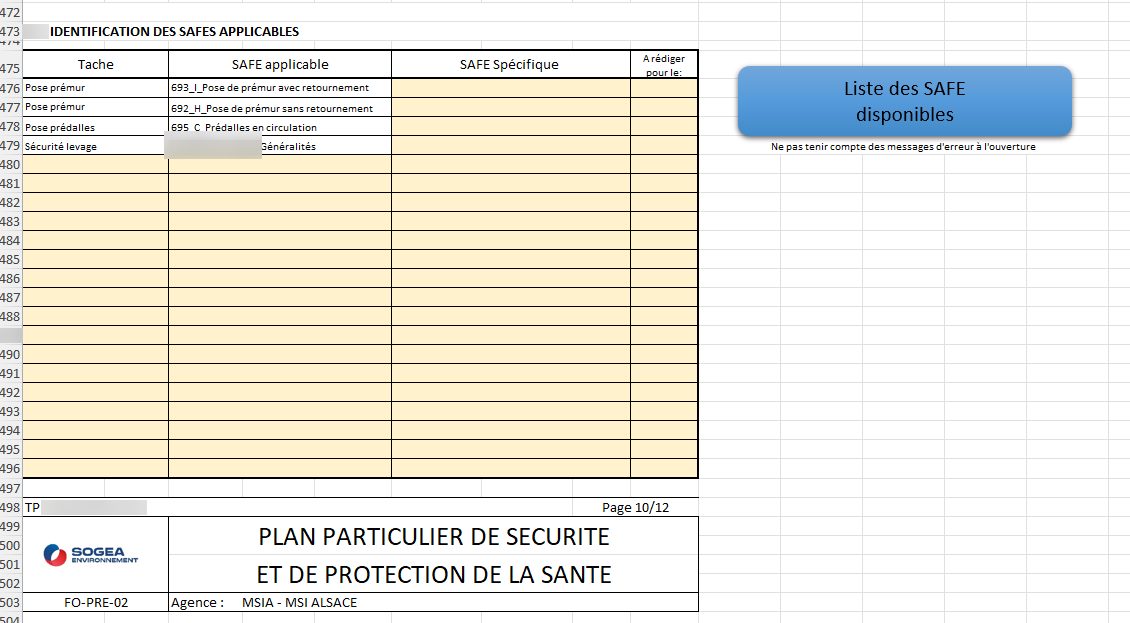 472
473 IDENTIFICATION DES SAFES APPLICABLES
474
475 Tache SAFE applicable SAFE Spécifique A rédiger pour le:
476 Pose prémur 693_I_Pose de prémur avec retournement
477 Pose prémur 692_H_Pose de prémur sans retournement
478 Pose prédalles 695_C_Prédalles en circulation
479 Sécurité levage Généralités
480
481
482
483
484
485
486
487
488
490
491
492
493
494
495
496
497
498 TP Page 10/12
499
500 PLAN PARTICULIER DE SECURITE
SOGEA
ENVIRONNEMENT
501
502 ET DE PROTECTION DE LA SANTE
503 FO-PRE-02 Agence : MSIA - MSI ALSACE
504
Liste des SAFE
disponibles
Ne pas tenir compte des messages d'erreur à l'ouverture